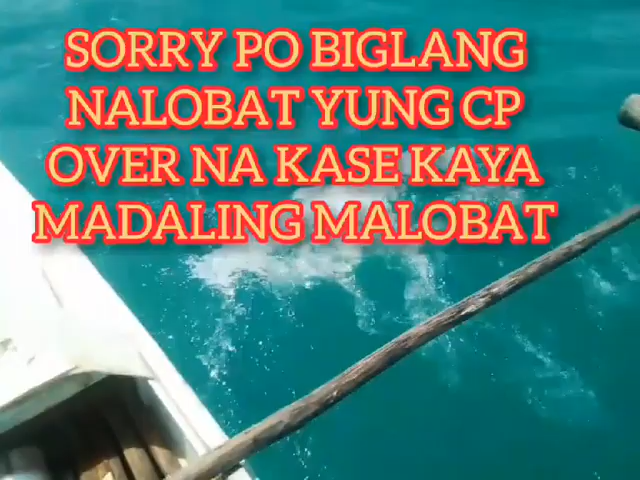 SORRY PO BIGLANG
NALOBAT YUNG CP
OVER NA KASE KAYA
MADALING MALOBAT